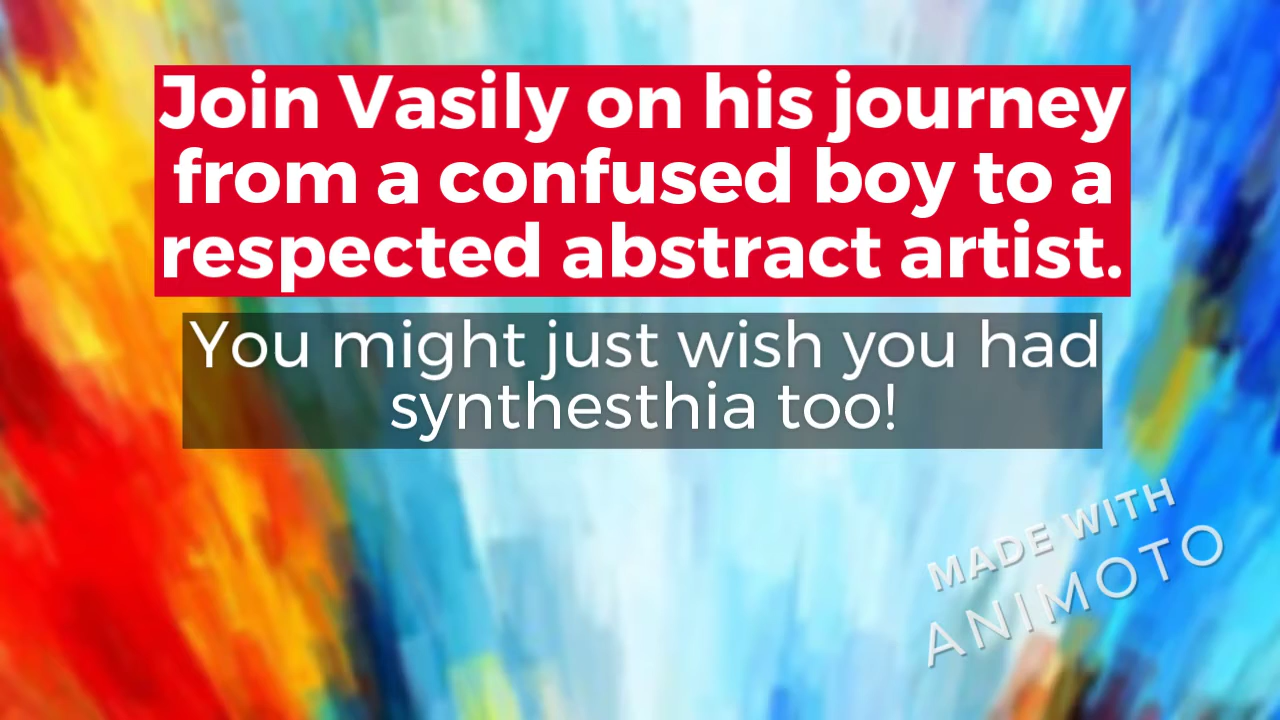 Join Vasily on his journey
from a confused boy to a
respected abstract artist.
You might just wish you had
synthesthia too!
MADE WITH
ANIMOTO